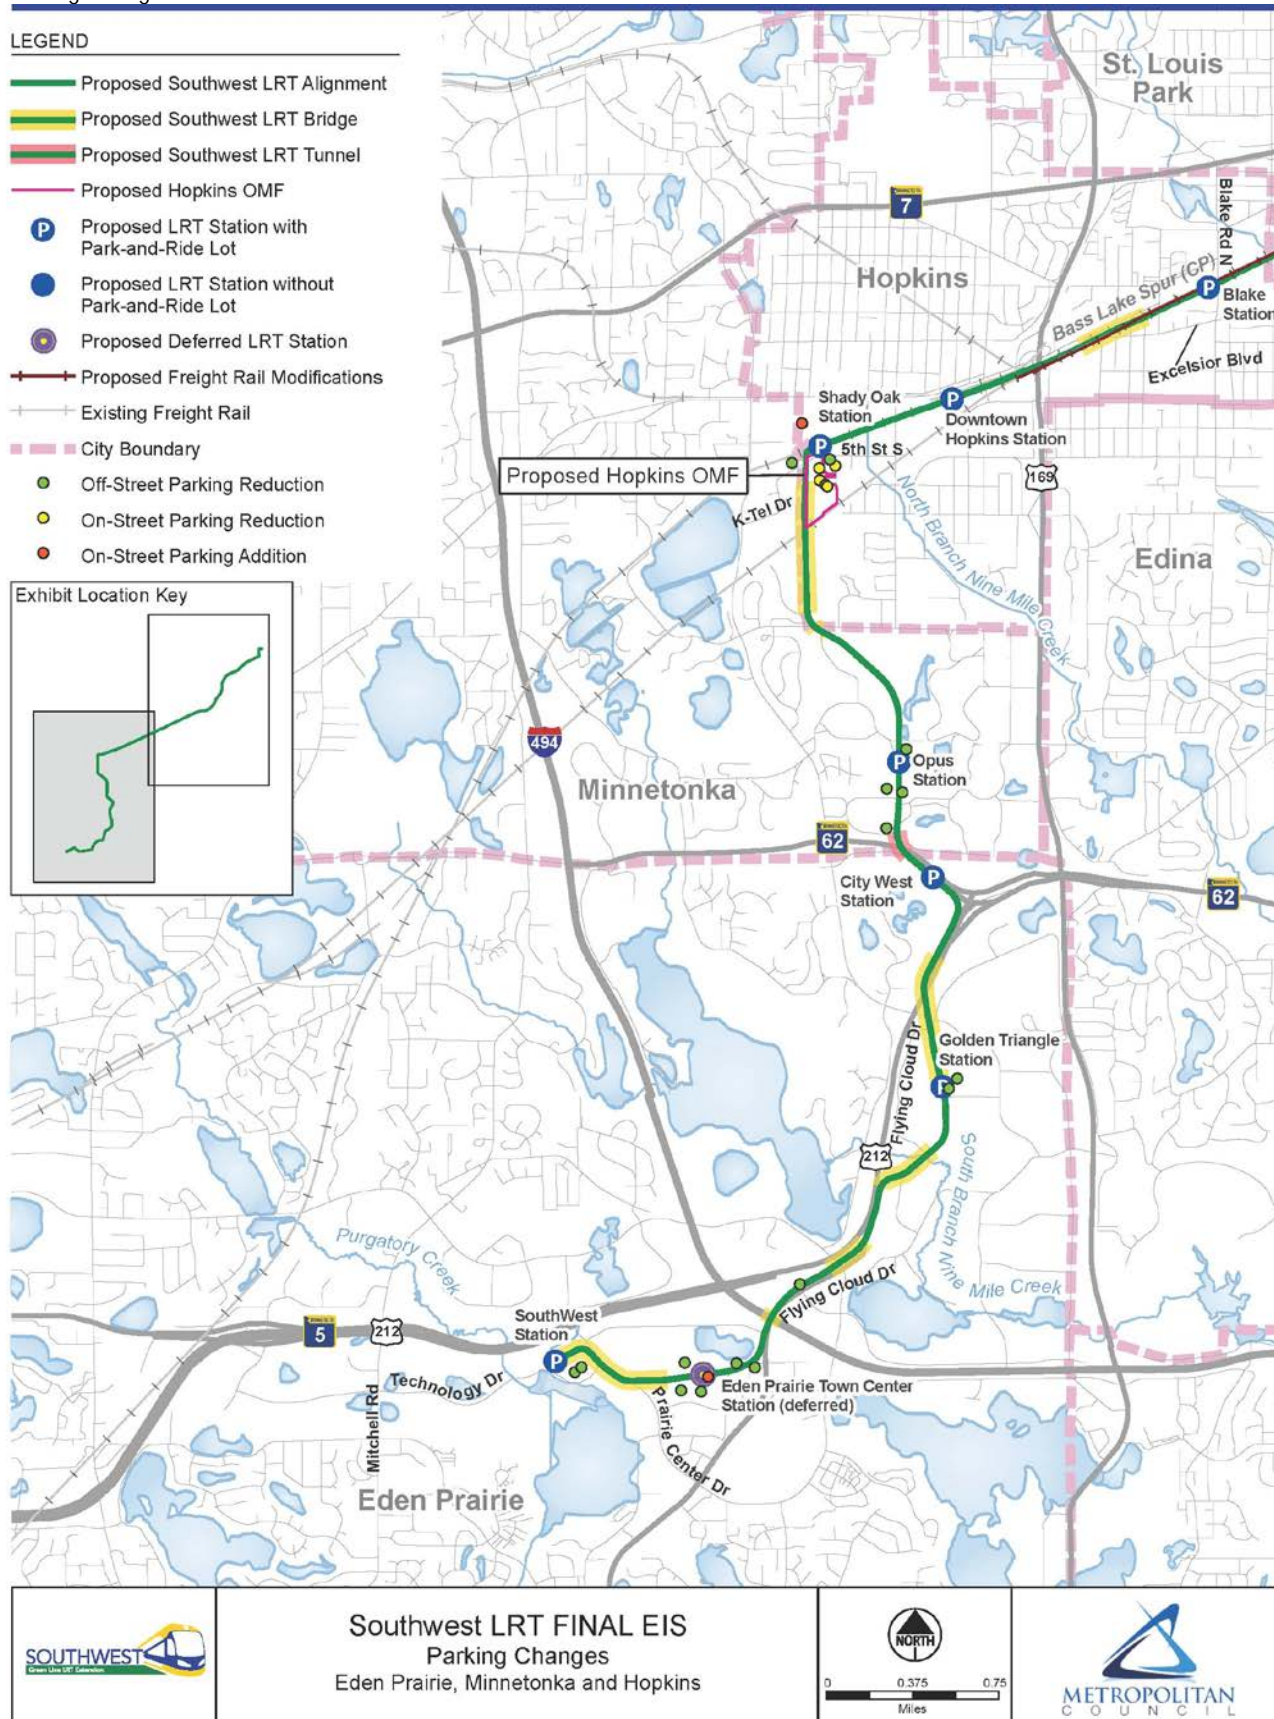 LEGEND
Proposed Southwest LRT Alignment
Proposed Southwest LRT Bridge
Proposed Southwest LRT Tunnel
Proposed Hopkins OMF
P
Proposed LRT Station with
Park-and-Ride Lot
Proposed LRT Station without
Park-and-Ride Lot
Proposed Deferred LRT Station
Proposed Freight Rail Modifications
Existing Freight Rail
City Boundary
Off-Street Parking Reduction
On-Street Parking Reduction
On-Street Parking Addition
Exhibit Location Key
St. Louis
Park
7
Blake Rd N
Hopkins
Bass Lake Spur (CP)
P
Blake
Station
Excelsior Blvd
Shady Oak
Station
P
P
Downtown
Hopkins Station
5th St S
Proposed Hopkins OMF
169
K-Tel Dr
North Branch Nine Mile Creek
Edina
494
Minnetonka
P
Opus
Station
62
City West
Station
P
62
Flying Cloud Dr
Golden Triangle
Station
P
212
South Branch Nine Mile Creek
Purgatory Creek
Flying Cloud Dr
SouthWest
Station
5
212
P
Technology Dr
Mitchell Rd
Prairie Center Dr
Eden Prairie Town Center
Station (deferred)
Eden Prairie
SOUTHWEST
Green Line LRT Extension
Southwest LRT FINAL EIS
Parking Changes
Eden Prairie, Minnetonka and Hopkins
NORTH
0 0.375 0.75
Miles
METROPOLITAN
COUNCIL